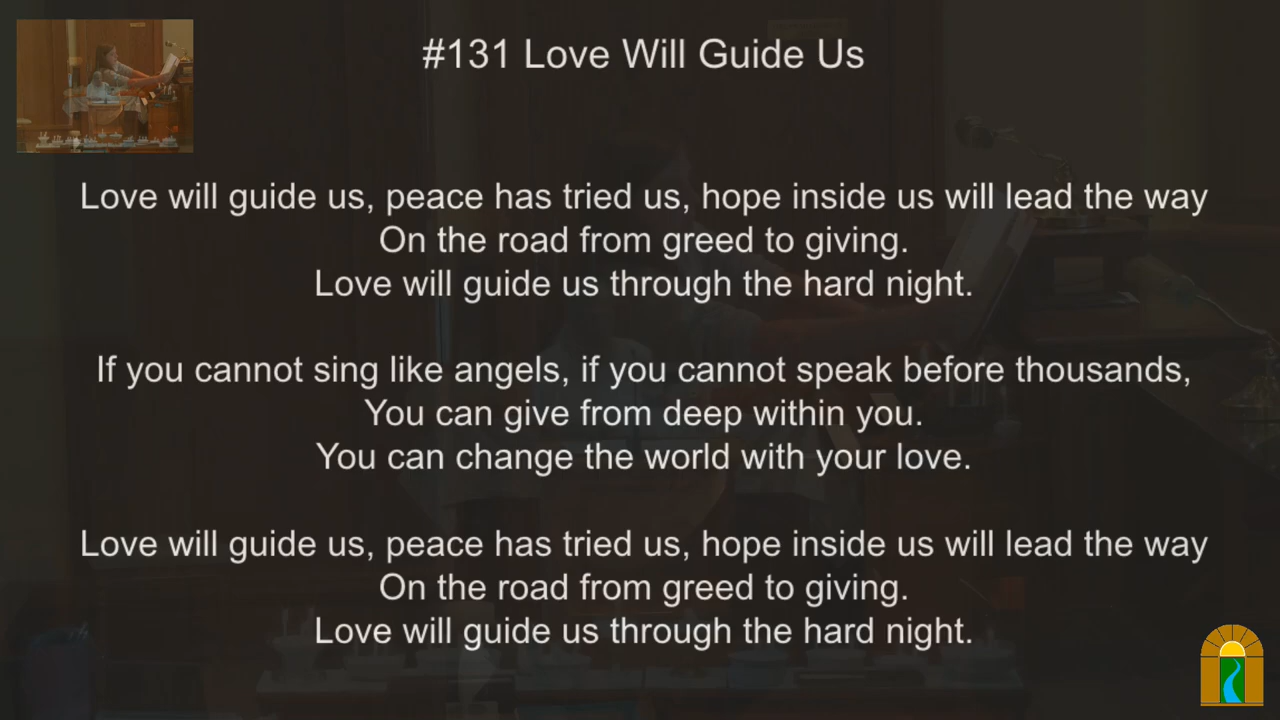 #131 Love Will Guide Us
Love will guide us, peace has tried us, hope inside us will lead the way
On the road from greed to giving.
Love will guide us through the hard night.
If you cannot sing like angels, if you cannot speak before thousands,
You can give from deep within you.
You can change the world with your love.
Love will guide us, peace has tried us, hope inside us will lead the way
On the road from greed to giving.
Love will guide us through the hard night.